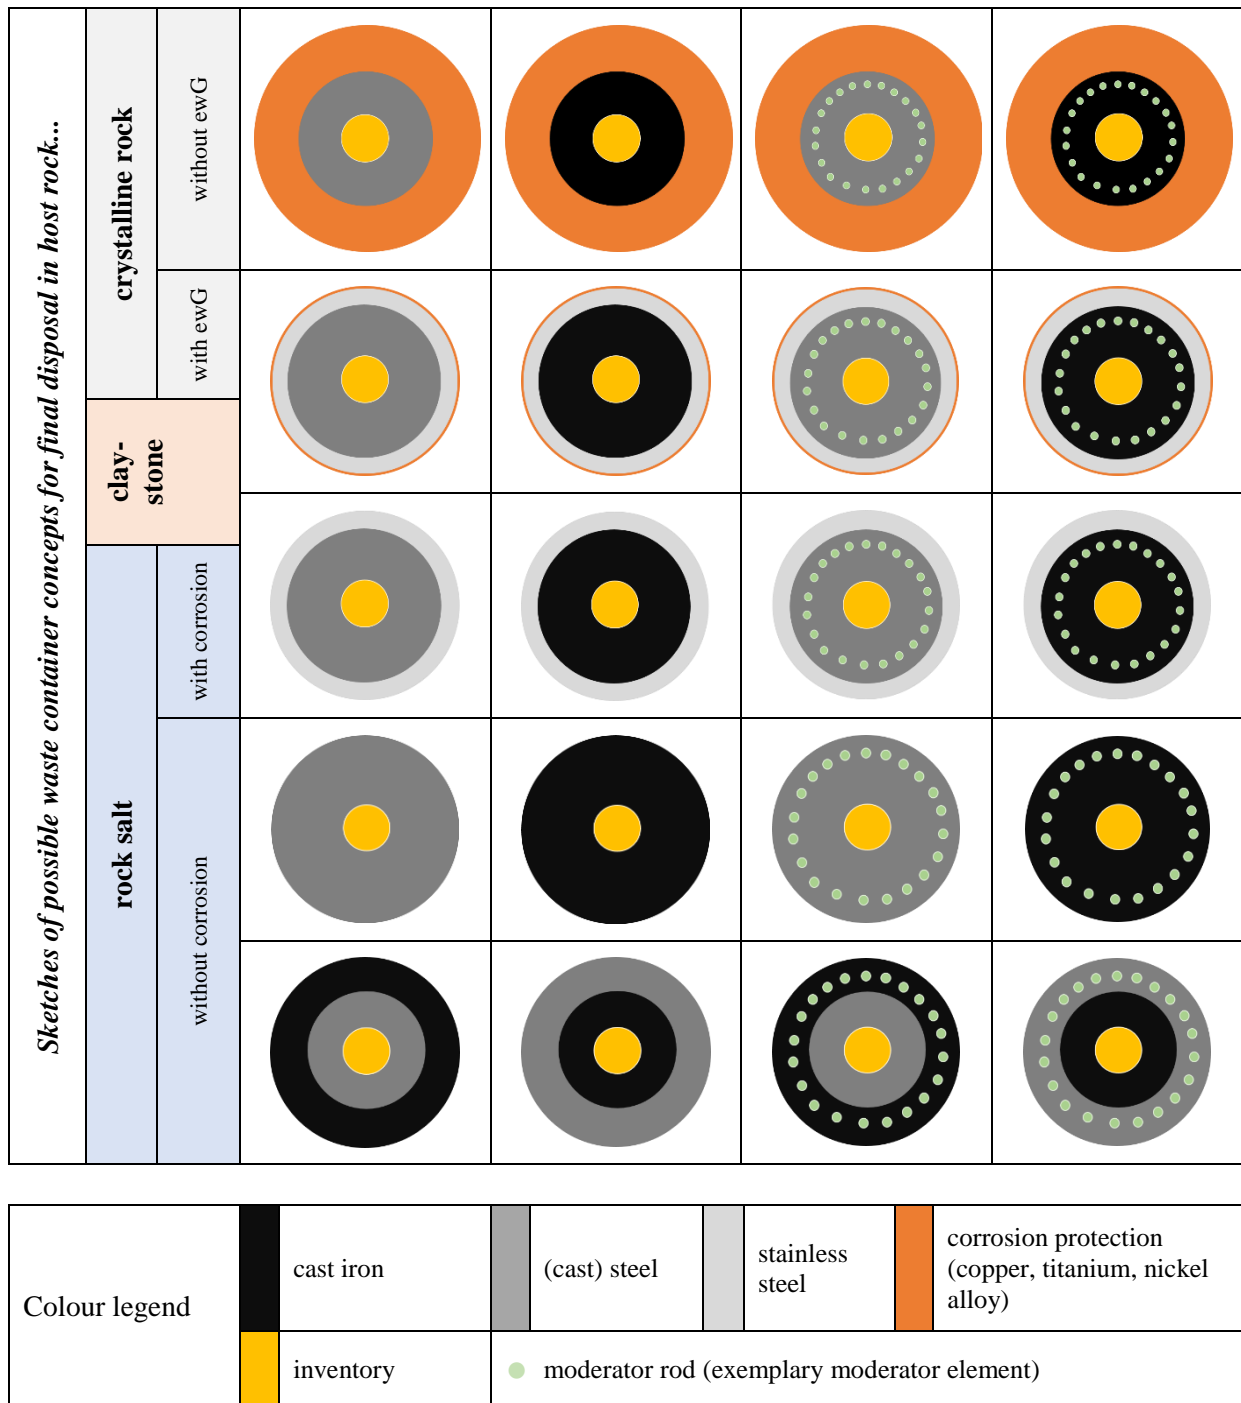 Sketches of possible waste container concepts for final disposal in host rock...
crystalline rock
without ewG
with ewG
clay-
stone
rock salt
with corrosion
without corrosion
Colour legend
cast iron
(cast) steel
stainless
steel
corrosion protection
(copper, titanium, nickel
alloy)
inventory
moderator rod (exemplary moderator element)